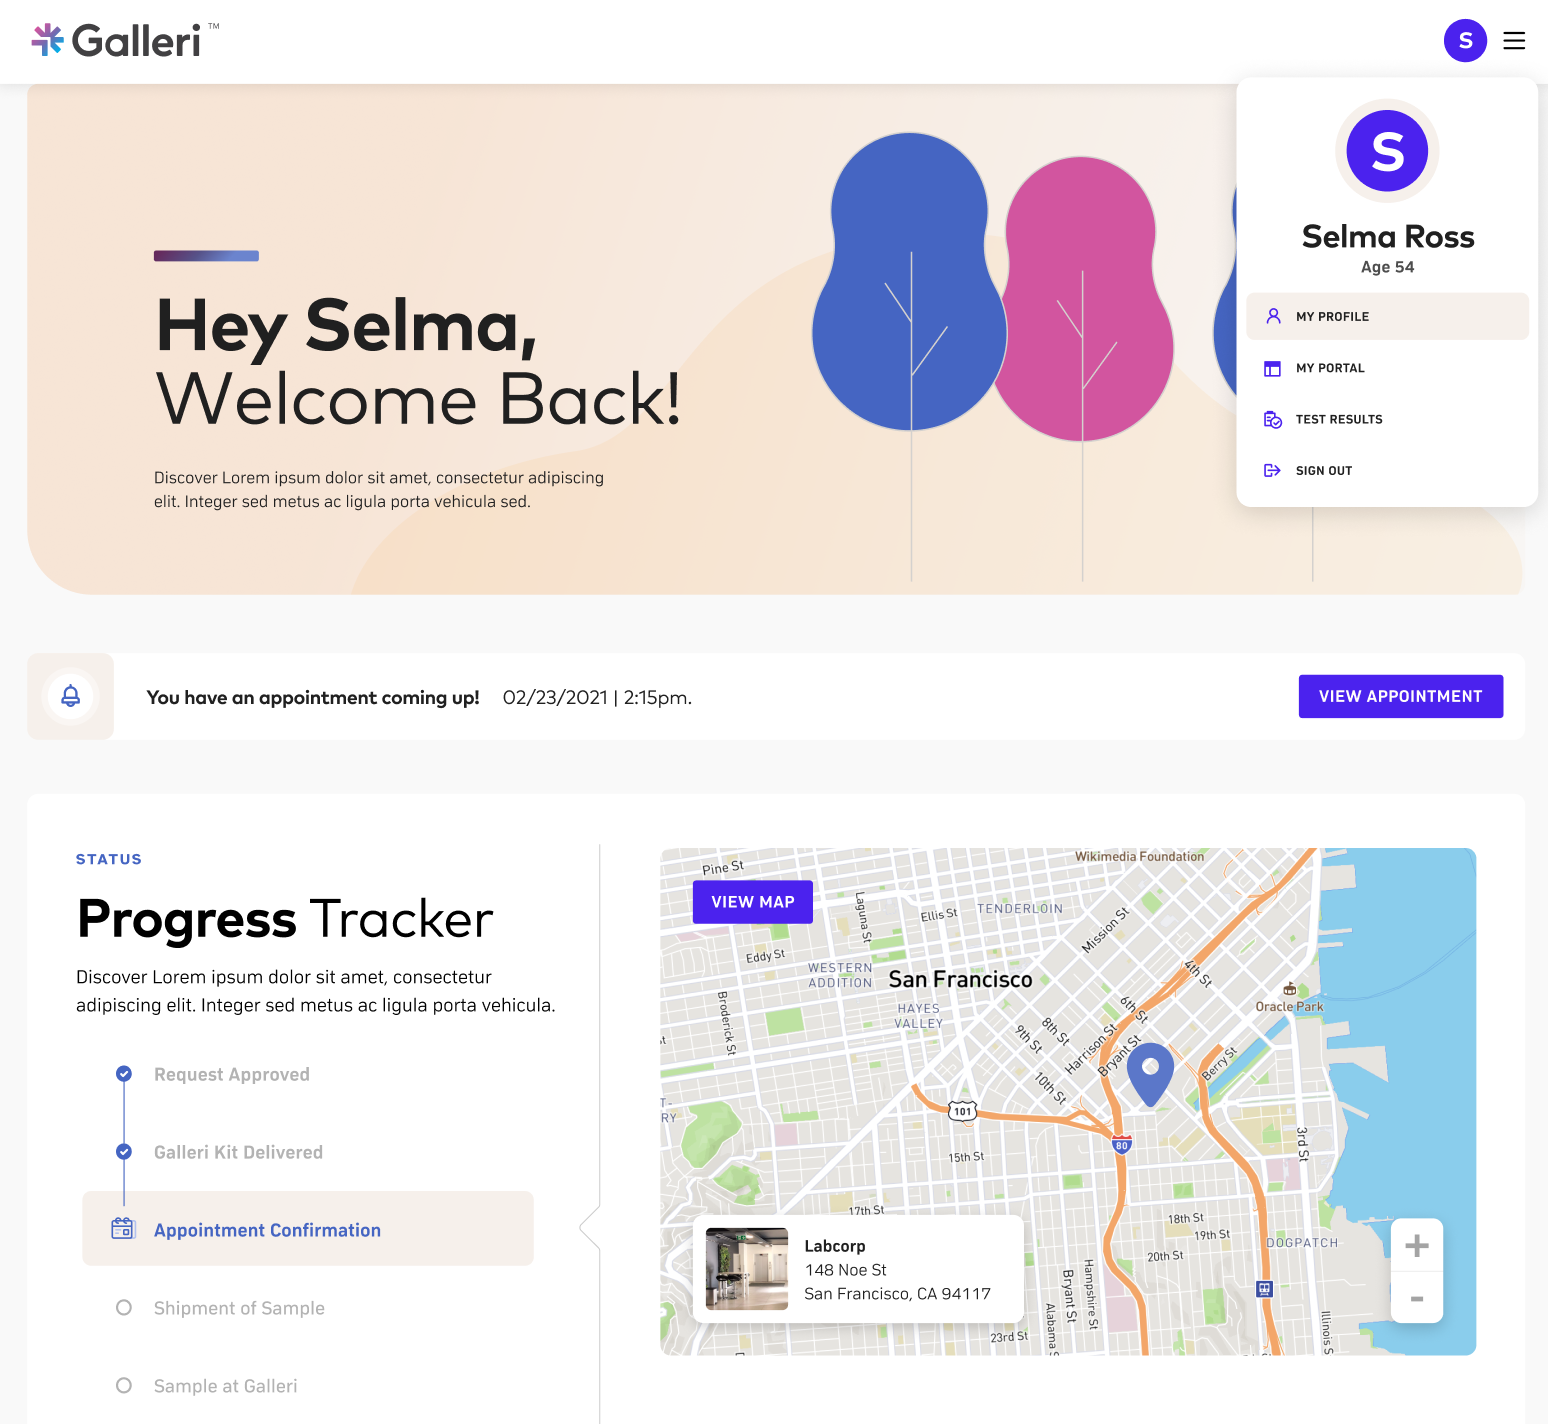 Galleri™
S
S
Selma Ross
Age 54
MY PROFILE
MY PORTAL
TEST RESULTS
SIGN OUT
Hey Selma,
Welcome Back!
Discover Lorem ipsum dolor sit amet, consectetur adipiscing
elit. Integer sed metus ac ligula porta vehicula sed.
You have an appointment coming up! 02/23/2021 | 2:15pm.
VIEW APPOINTMENT
STATUS
Progress Tracker
Discover Lorem ipsum dolor sit amet, consectetur
adipiscing elit. Integer sed metus ac ligula porta vehicula.
Request Approved
Galleri Kit Delivered
Appointment Confirmation
Shipment of Sample
Sample at Galleri
VIEW MAP
Wikimedia Foundation
Pine St
Laguna St
Ellis St
TENDERLOIN
Mission St
Eddy St
WESTERN
ADDITION
San Francisco
4th St
HAYES
VALLEY
Broderick St
6th St
Oracle Park
8th St
9th St
Harrison St
Bryant St
Berry St
10th St
101
80
3rd St
15th St
17th St
18th St
19th St
20th St
DOGPATCH
Hampshire St
Bryant St
Alabama S
Illinois S
23rd St
Labcorp
148 Noe St
San Francisco, CA 94117
+
-